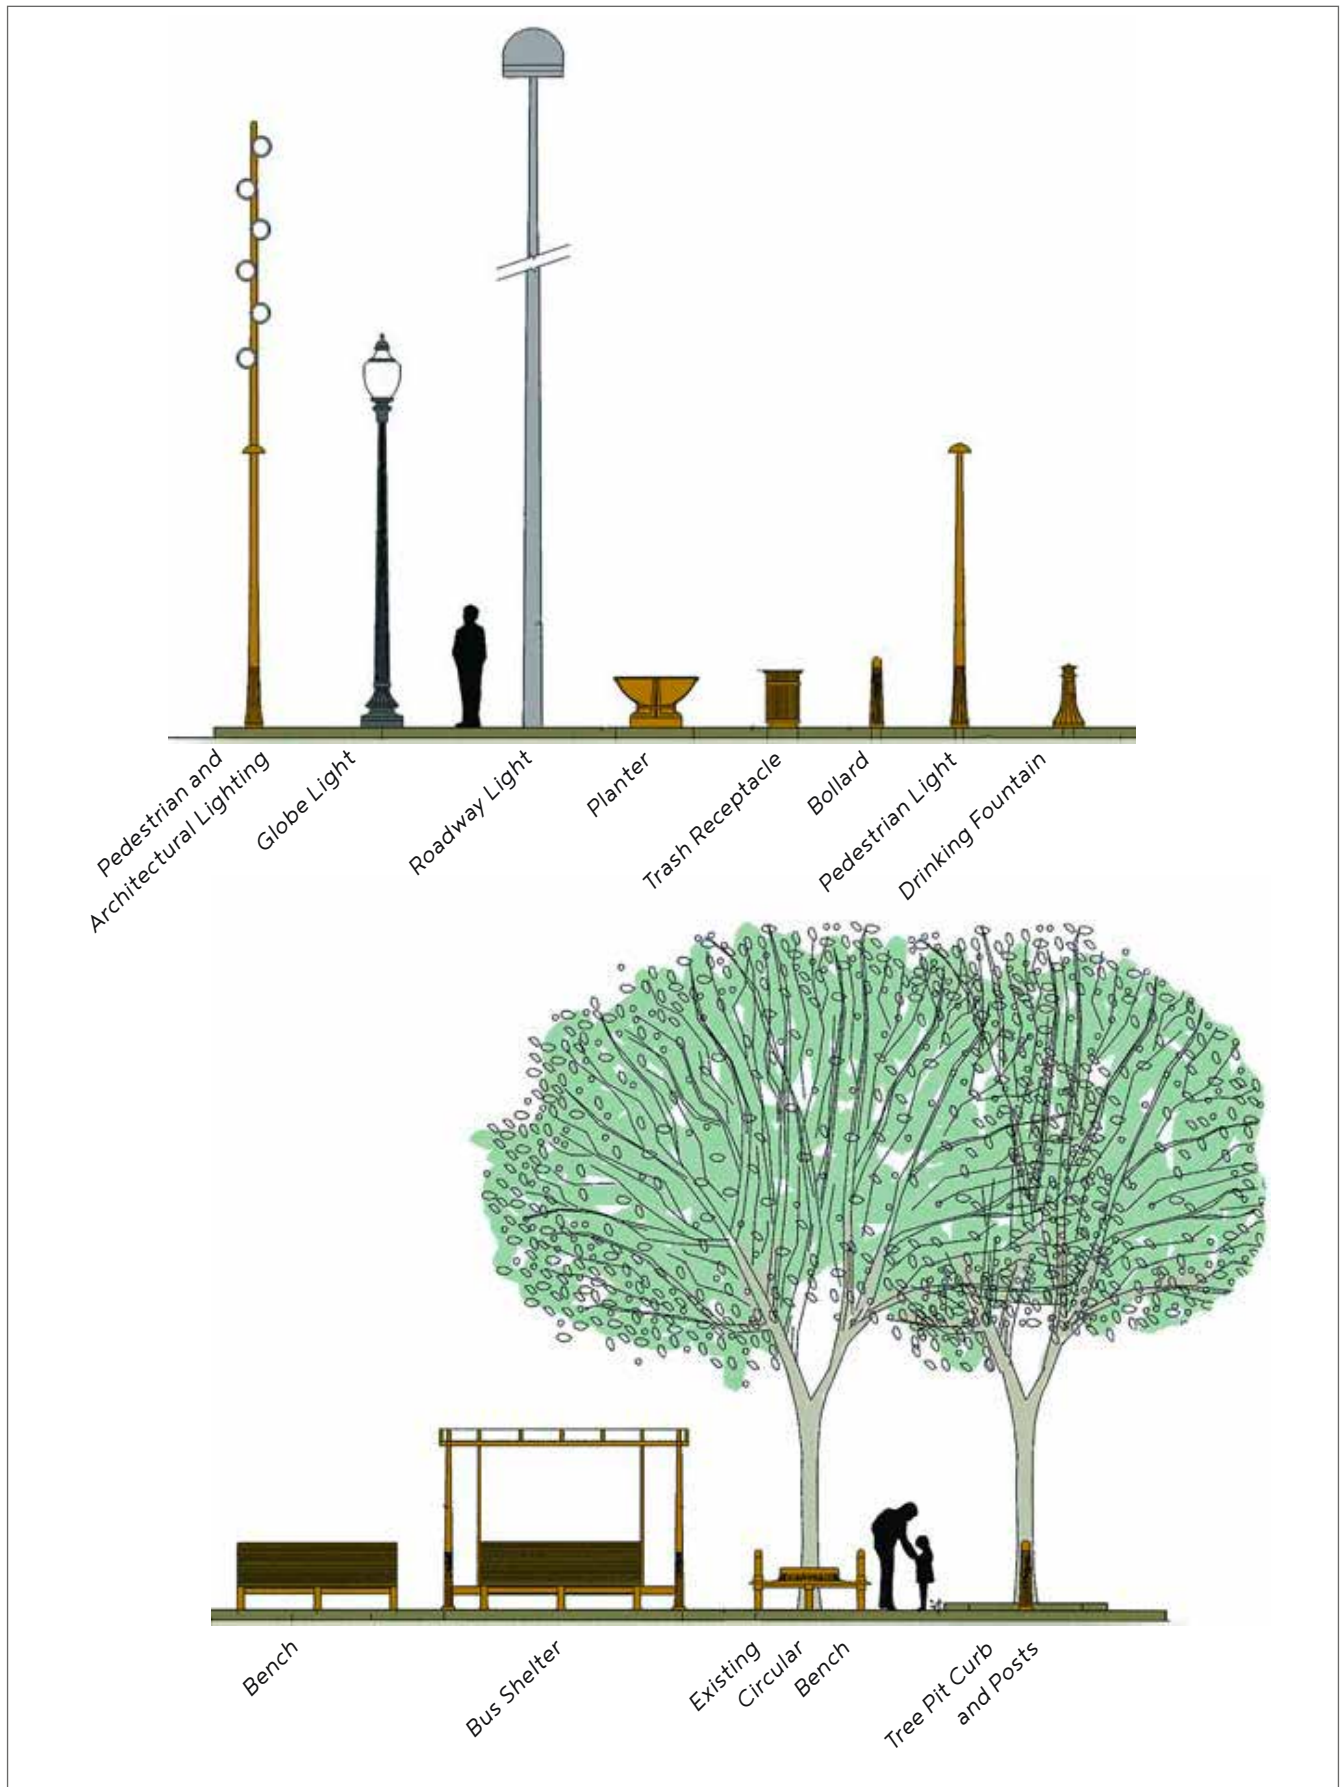 Pedestrian and
Architectural Lighting
Globe Light
Roadway Light
Planter
Trash Receptacle
Bollard
Pedestrian Light
Drinking Fountain
Bench
Bus Shelter
Existing
Circular
Bench
Tree Pit Curb
and Posts